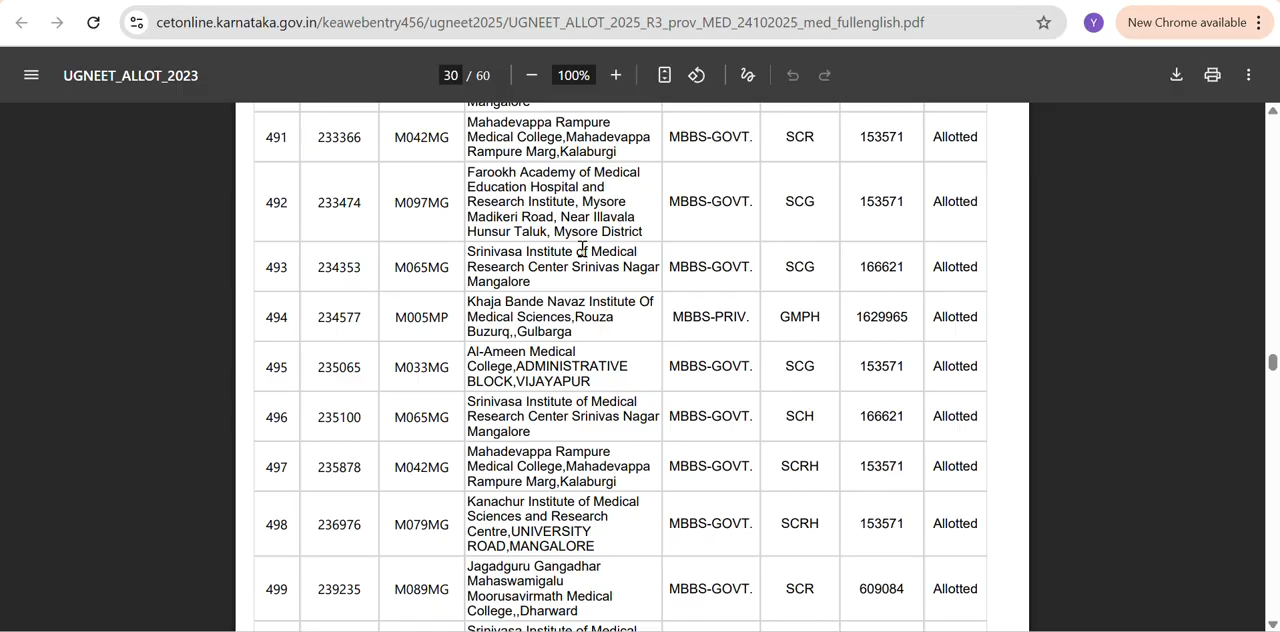 cetonline.karnataka.gov.in/keawebentry456/ugneet2025/UGNEET_ALLOT_2025_R3_prov_MED_24102025_med_fullenglish.pdf
Y
New Chrome available
UGNEET_ALLOT_2023
30 / 60
100%
Mangalore
491 233366 M042MG Mahadevappa Rampure Medical College,Mahadevappa Rampure Marg,Kalaburgi MBBS-GOVT. SCR 153571 Allotted
492 233474 M097MG Farookh Academy of Medical Education Hospital and Research Institute, Mysore Madikeri Road, Near Illavala Hunsur Taluk, Mysore District MBBS-GOVT. SCG 153571 Allotted
493 234353 M065MG Srinivasa Institute of Medical Research Center Srinivas Nagar Mangalore MBBS-GOVT. SCG 166621 Allotted
494 234577 M005MP Khaja Bande Navaz Institute Of Medical Sciences,Rouza Buzurq,,Gulbarga MBBS-PRIV. GMPH 1629965 Allotted
495 235065 M033MG Al-Ameen Medical College,ADMINISTRATIVE BLOCK,VIJAYAPUR MBBS-GOVT. SCG 153571 Allotted
496 235100 M065MG Srinivasa Institute of Medical Research Center Srinivas Nagar Mangalore MBBS-GOVT. SCH 166621 Allotted
497 235878 M042MG Mahadevappa Rampure Medical College,Mahadevappa Rampure Marg,Kalaburgi MBBS-GOVT. SCRH 153571 Allotted
498 236976 M079MG Kanachur Institute of Medical Sciences and Research Centre,UNIVERSITY ROAD,MANGALORE MBBS-GOVT. SCRH 153571 Allotted
499 239235 M089MG Jagadguru Gangadhar Mahaswamigalu Moorusavirmath Medical College,,Dharward MBBS-GOVT. SCR 609084 Allotted
Srinivasa Institute of Medical